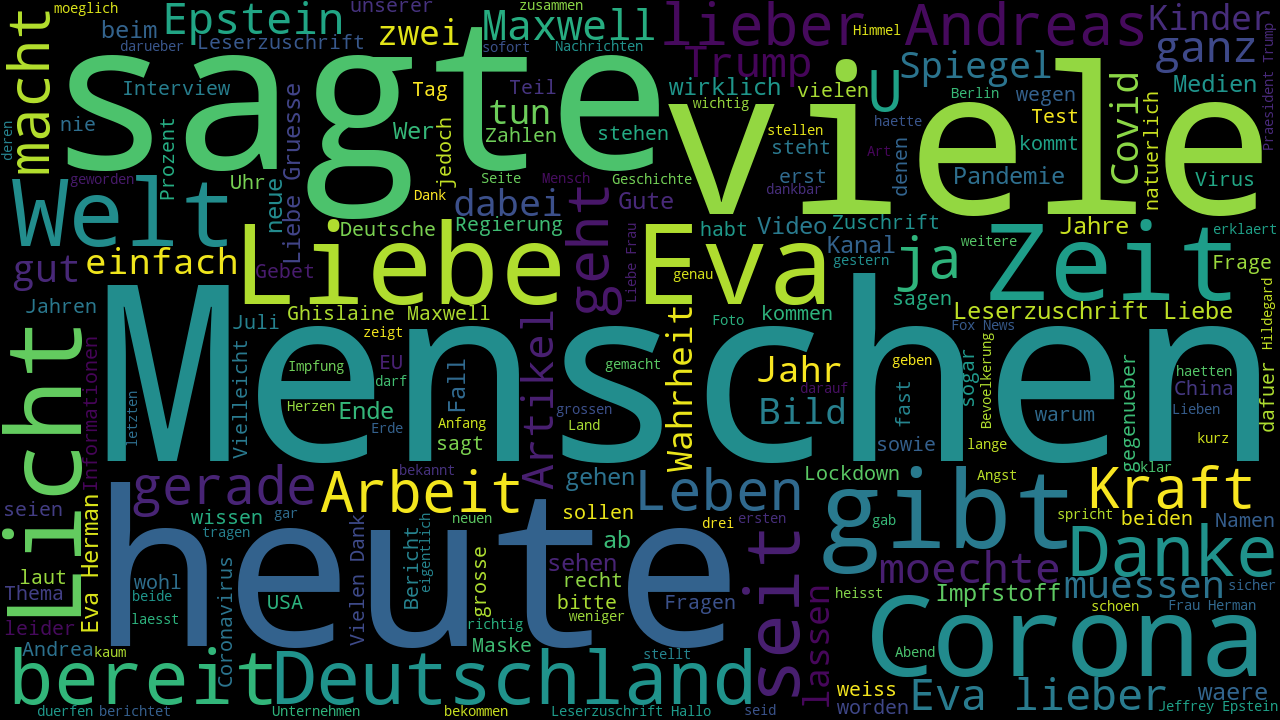 moeglich
Epstein
unserer
zusammen
lieber Andreas
Himmel
Kinder
macht
beim
darueber
Leserzuschrift
zwei
Maxwell
sofort
Nachrichten
Trump
Spiegel
ganz
Praesident Trump
sagte
viele
Interview
Tag
Teil
wirklich
vielen
U
wegen
Berlin
Medien
deren
nie
Prozent
Wer
tun
Zahlen
stehen
wichtig
stellen
steht
haette
denen
Test
kommt
Covid
natuerlich
jedoch
Art
geworden
Uhr
neue
Liebe Gruesse
Dank
Seite
Mensch
Geschichte
erst
dankbar
Pandemie
Virus
Welt
dabei
Gute
Deutsche
Regierung
geht
habt
Video
Zuschrift
Jahre
erklaert
gut
einfach
Gebet
Liebe Eva
Liebe Frau
genau
Kanal
gestern
ja
weitere
Zeit
Frage
sagen
Jahren
Juli
Ghislaine Maxwell
Foto
kommen
Leserzuschrift Liebe
Fox News
Licht
Informationen
letzten
Vielleicht
zeigt
Menschen
Impfung
EU
darf
Fall
Artikel
gemacht
Wahrheit
Jahr
darauf
geben
fast
sogar
Bevoelkerung
gegenueber
haetten
China
dafuer
Hildegard
Herzen
Ende
Erde
Anfang
sagt
grossen
Land
Bild
sowie
warum
lange
Lieben
kurz
gerade
Arbeit
bekannt
gehen
Leben
Lockdown
Angst
klar
Kraft
gibt
seien
Eva Herman
wissen
gar
tragen
heute
Vielen Dank
Bericht
eigentlich
neuen
grosse
sollen
ab
drei
ersten
seit
gab
spricht
beiden
Namen
Danke
laut
Thema
leider
wohl
beide
laesst
Coronavirus
USA
sehen
recht
bitte
weniger
Fragen
moechte
muessen
sicher
lassen
heisst
Impfstoff
schoen
Frau Herman
Andrea
kaum
richtig
Maske
stellt
Corona
Abend
bereit
Deutschland
weiss
worden
Eva lieber
waere
duerfen
berichtet
Unternehmen
bekommen
Leserzuschrift Hallo
seid
Jeffrey Epstein